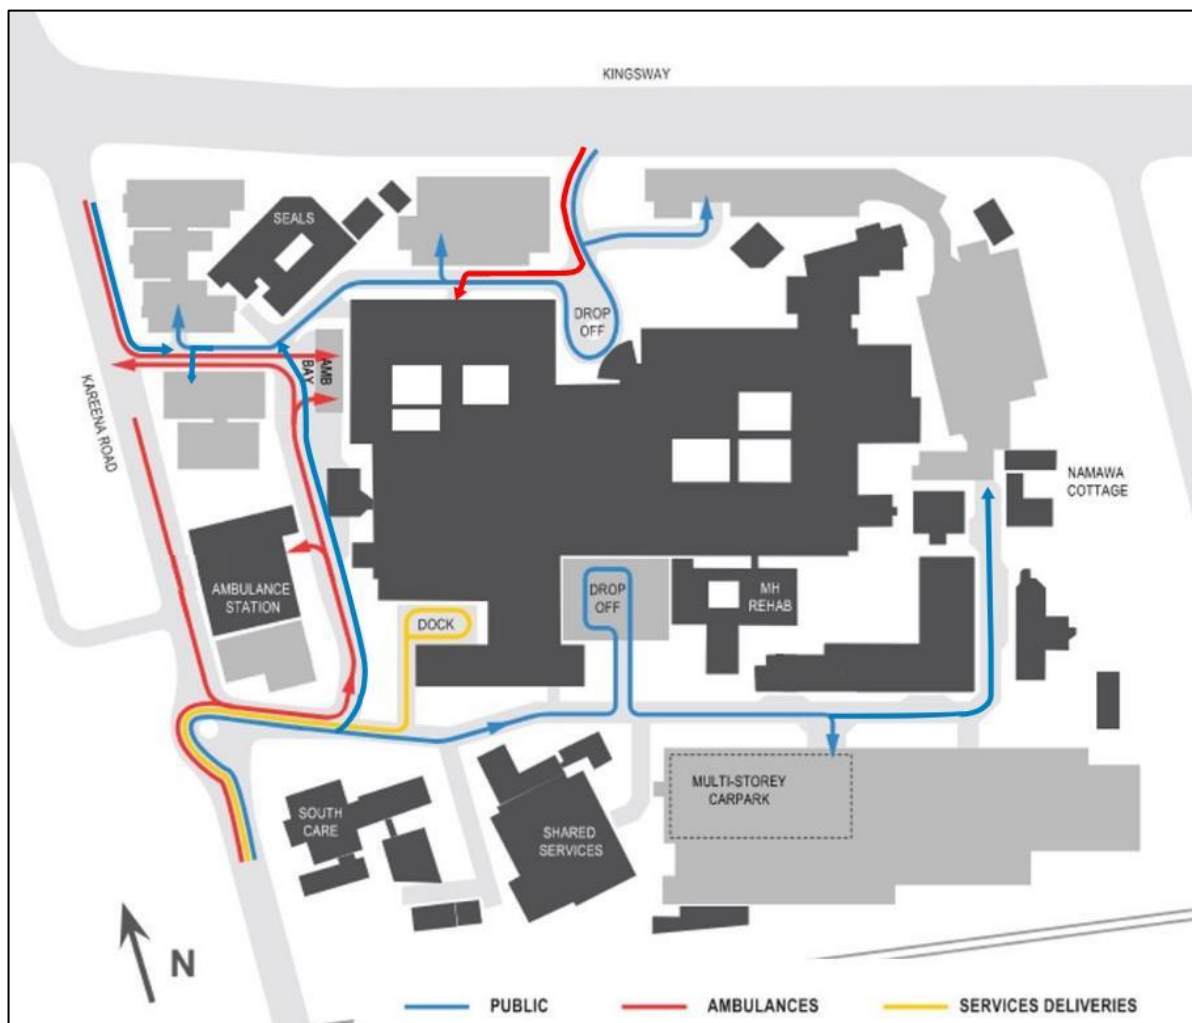 KINGSWAY
SEALS
DROP
OFF
AMB
BAY
KAREENA ROAD
NAMAWA
COTTAGE
AMBULANCE
STATION
DROP
OFF
MH
REHAB
DOCK
MULTI-STOREY
CARPARK
SOUTH
CARE
SHARED
SERVICES
N
PUBLIC
AMBULANCES
SERVICES DELIVERIES